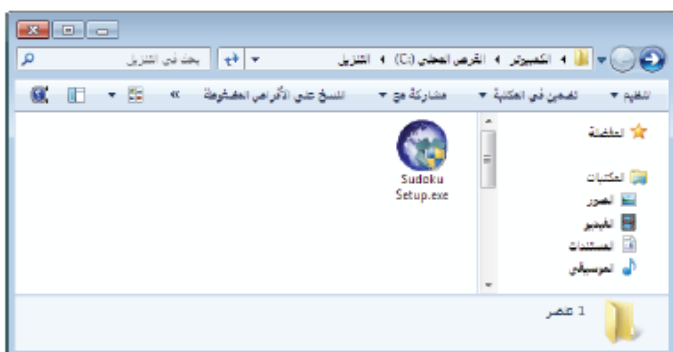 الكمبيوتر القرص المحلي (C:) التنزيل
بحث في التنزيل
تنظيم
تضمين في المكتبة
مشاركة مع
النسخ على الأقراص المضغوطة
»
المفضلة
المكتبات
الصور
الفيديو
المستندات
الموسيقى
Sudoku
Setup.exe
1 عنصر